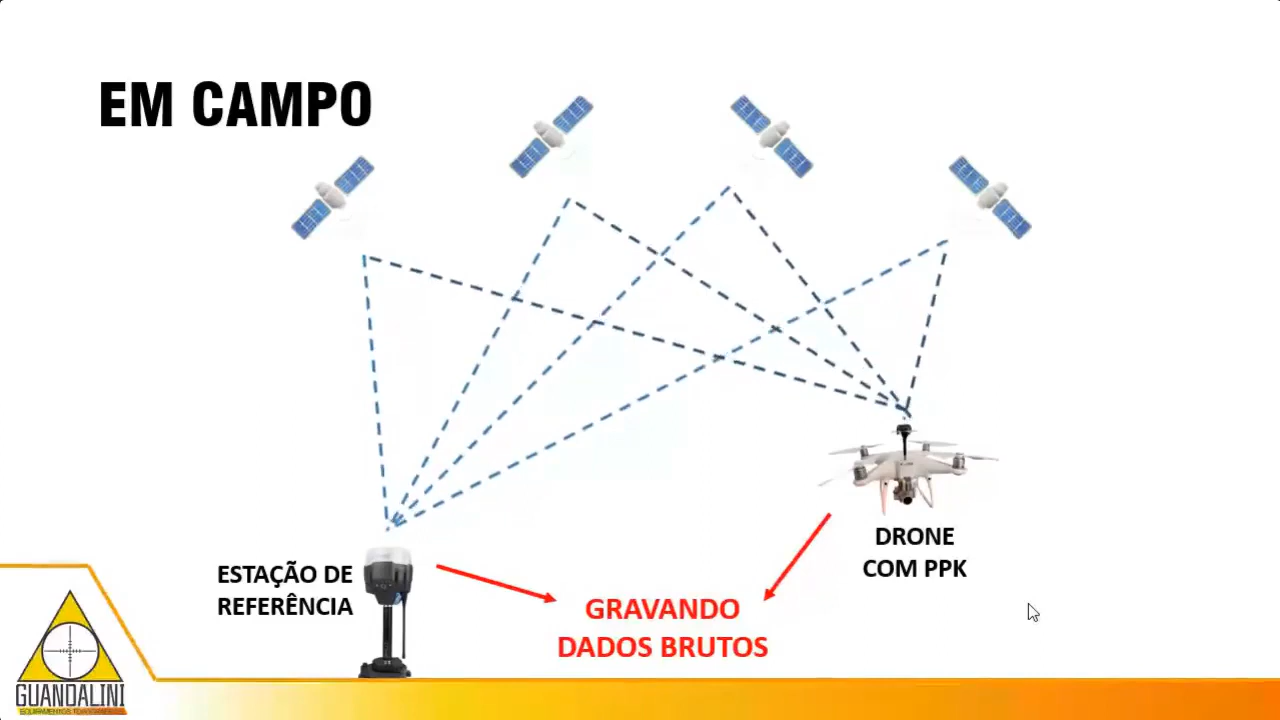 EM CAMPO
ESTAÇÃO DE
REFERÊNCIA
GRAVANDO
DADOS BRUTOS
DRONE
COM PPK
GUANDALINI